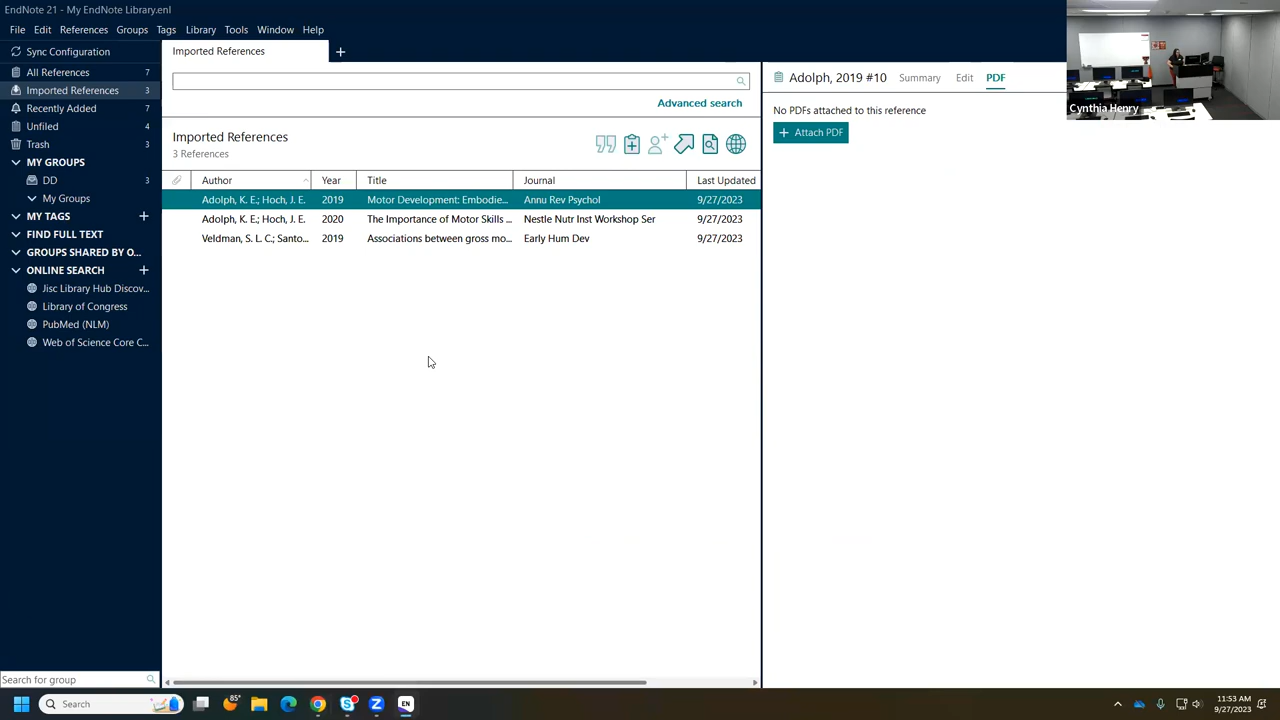 EndNote 21 - My EndNote Library.enl
File Edit References Groups Tags Library Tools Window Help
Sync Configuration
All References 7
Imported References 3
Recently Added 7
Unfiled 4
Trash 3
MY GROUPS
DD 3
My Groups
MY TAGS +
FIND FULL TEXT
GROUPS SHARED BY O...
ONLINE SEARCH +
Jisc Library Hub Discov...
Library of Congress
PubMed (NLM)
Web of Science Core C...
Search for group
Imported References +
Advanced search
Imported References
3 References
Author Year Title Journal Last Updated
Adolph, K. E.; Hoch, J. E. 2019 Motor Development: Embodie... Annu Rev Psychol 9/27/2023
Adolph, K. E.; Hoch, J. E. 2020 The Importance of Motor Skills ... Nestle Nutr Inst Workshop Ser 9/27/2023
Veldman, S. L. C.; Santo... 2019 Associations between gross mo... Early Hum Dev 9/27/2023
Adolph, 2019 #10 Summary Edit PDF
No PDFs attached to this reference
+ Attach PDF
Cynthia Henry
Search
85°
EN
11:53 AM
9/27/2023